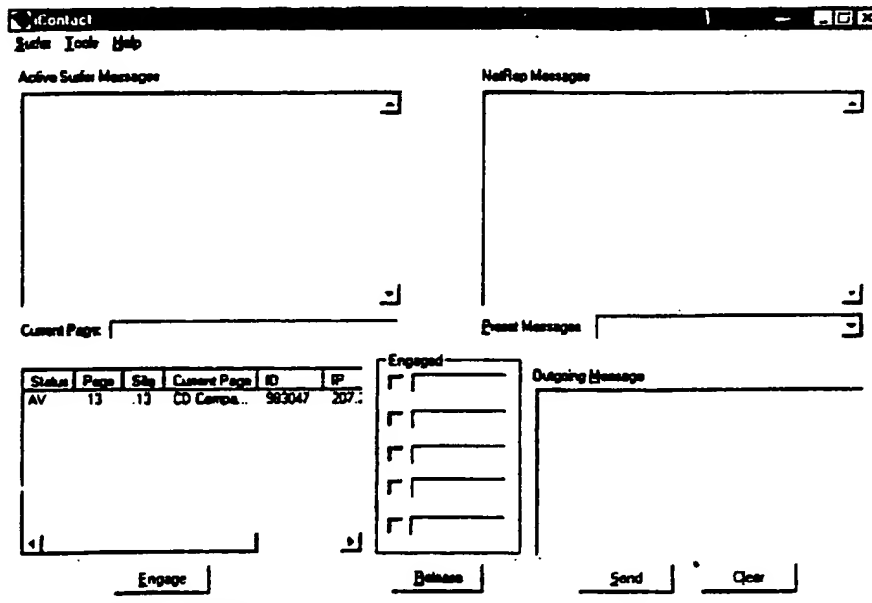 iContact
Surfer Tools Help
Active Surfer Messages
NetRep Messages
Current Page:
Preset Messages
Status Page Site Current Page ID IP
AV 13 .13 CD Compa... 983047 207.
Engaged
Outgoing Message
Engage
Release
Send
Clear